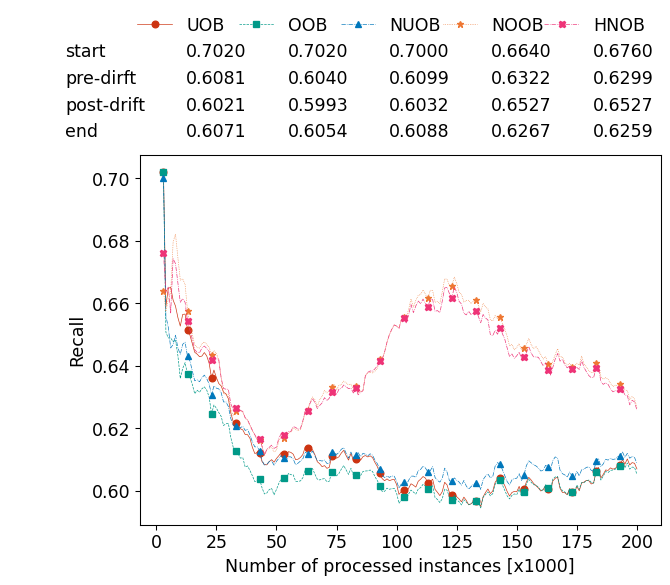 UOB OOB NUOB NOOB HNOB
start 0.7020 0.7020 0.7000 0.6640 0.6760
pre-dirft 0.6081 0.6040 0.6099 0.6322 0.6299
post-drift 0.6021 0.5993 0.6032 0.6527 0.6527
end 0.6071 0.6054 0.6088 0.6267 0.6259
0.70
0.68
0.66
0.64
0.62
0.60
Recall
0 25 50 75 100 125 150 175 200
Number of processed instances [x1000]